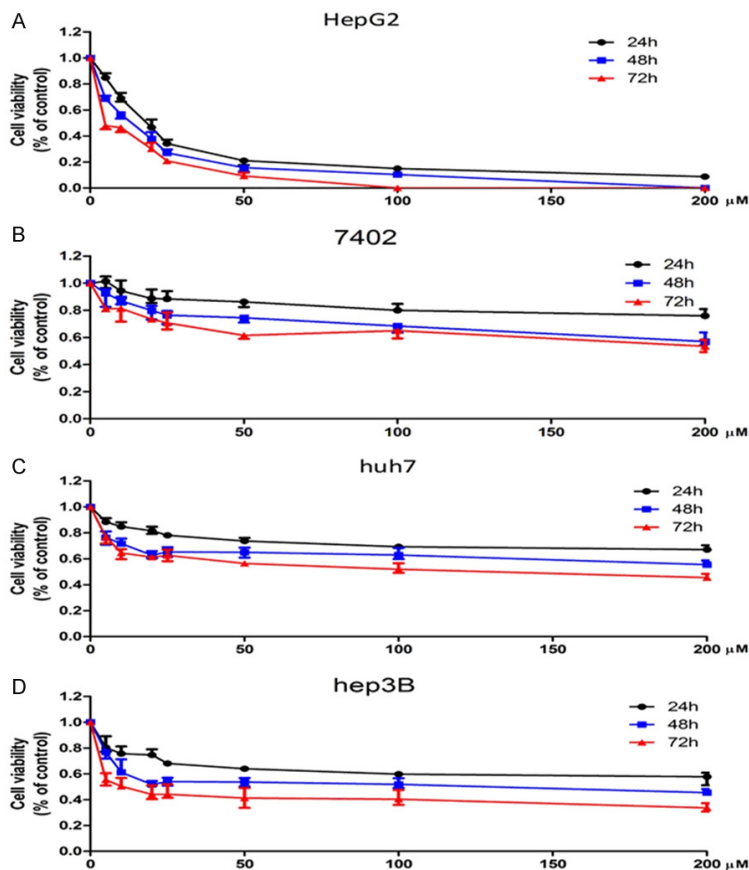 A
HepG2
Cell viability
(% of control)
1.2
1.0
0.8
0.6
0.4
0.2
0.0
0
50
100
150
200 μM
24h
48h
72h
B
7402
Cell viability
(% of control)
1.2
1.0
0.8
0.6
0.4
0.2
0.0
0
50
100
150
200 μM
24h
48h
72h
C
huh7
Cell viability
(% of control)
1.2
1.0
0.8
0.6
0.4
0.2
0.0
0
50
100
150
200 μM
24h
48h
72h
D
hep3B
Cell viability
(% of control)
1.2
1.0
0.8
0.6
0.4
0.2
0.0
0
50
100
150
200 μM
24h
48h
72h